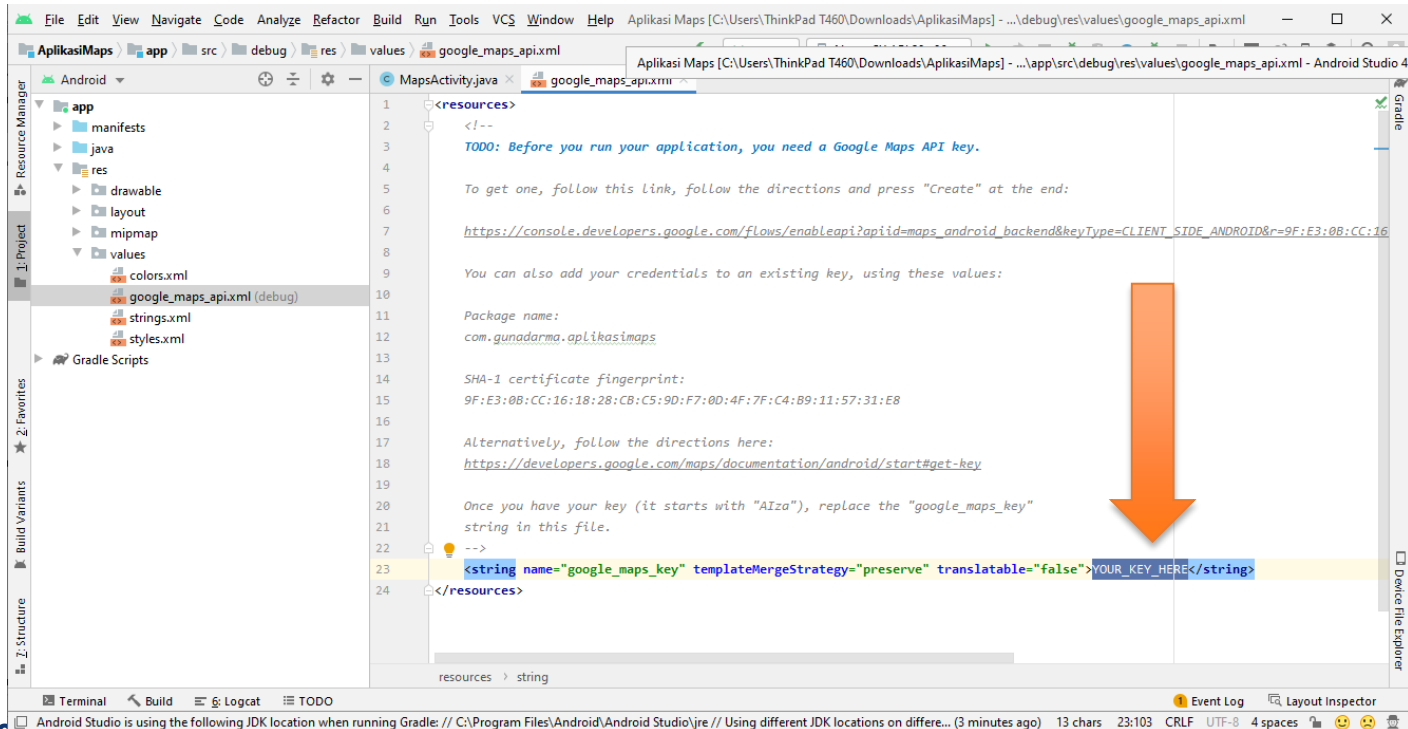 File Edit View Navigate Code Analyze Refactor Build Run Tools VCS Window Help Aplikasi Maps [C:\Users\ThinkPad T460\Downloads\AplikasiMaps] - ...\debug\res\values\google_maps_api.xml
AplikasiMaps app src debug res values google_maps_api.xml
Aplikasi Maps [C:\Users\ThinkPad T460\Downloads\AplikasiMaps] - ...\app\src\debug\res\values\google_maps_api.xml - Android Studio 4
Android
MapsActivity.java google_maps_api.xml
Resource Manager
1: Project
2: Favorites
Build Variants
7: Structure
app
manifests
java
res
drawable
layout
mipmap
values
colors.xml
google_maps_api.xml (debug)
strings.xml
styles.xml
Gradle Scripts
1 <resources>
2 <!--
3 TODO: Before you run your application, you need a Google Maps API key.
4
5 To get one, follow this link, follow the directions and press "Create" at the end:
6
7 https://console.developers.google.com/flows/enableapi?apiid=maps_android_backend&keyType=CLIENT_SIDE_ANDROID&r=9F:E3:0B:CC:16
8
9 You can also add your credentials to an existing key, using these values:
10
11 Package name:
12 com.gunadarma.aplikasimaps
13
14 SHA-1 certificate fingerprint:
15 9F:E3:0B:CC:16:18:28:CB:C5:9D:F7:0D:4F:7F:C4:B9:11:57:31:E8
16
17 Alternatively, follow the directions here:
18 https://developers.google.com/maps/documentation/android/start#get-key
19
20 Once you have your key (it starts with "AIza"), replace the "google_maps_key"
21 string in this file.
22 -->
23 <string name="google_maps_key" templateMergeStrategy="preserve" translatable="false">YOUR_KEY_HERE</string>
24 </resources>
Gradle
Device File Explorer
resources › string
Terminal Build 6: Logcat TODO 1 Event Log Layout Inspector
Android Studio is using the following JDK location when running Gradle: // C:\Program Files\Android\Android Studio\jre // Using different JDK locations on differe... (3 minutes ago) 13 chars 23:103 CRLF UTF-8 4 spaces